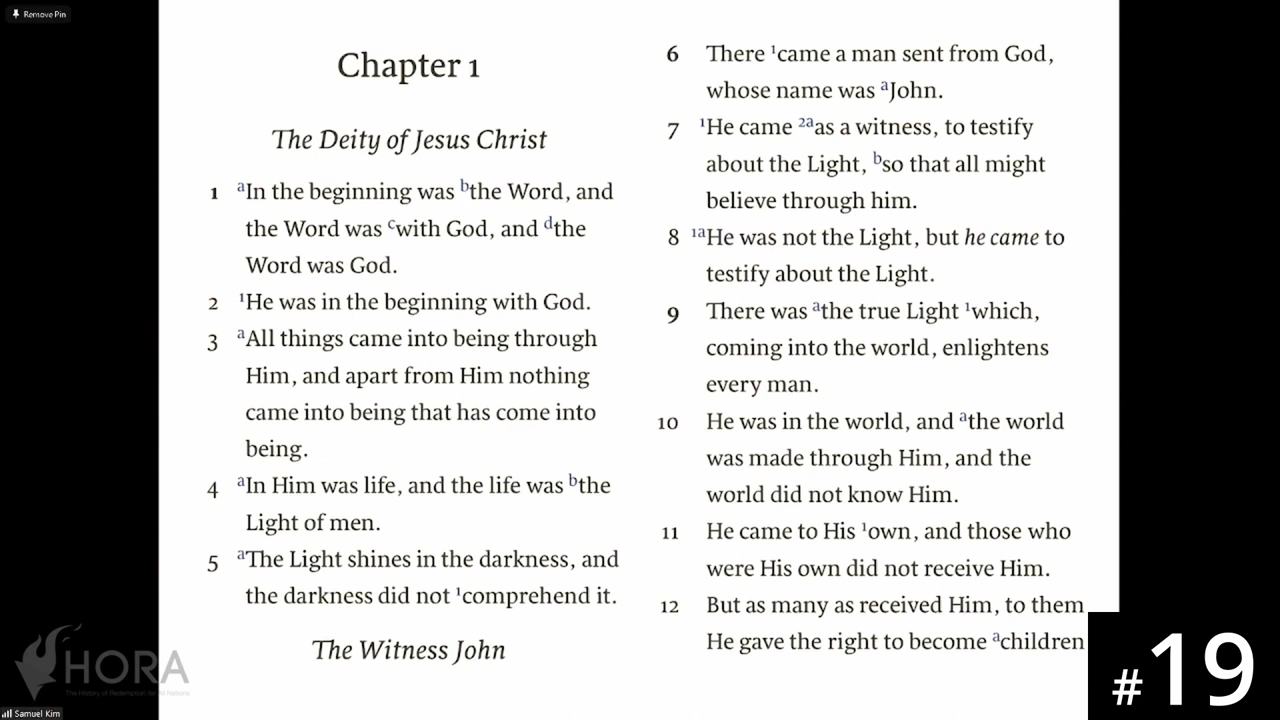 Remove Pin
Chapter 1
The Deity of Jesus Christ
1 aIn the beginning was bthe Word, and
the Word was cwith God, and dthe
Word was God.
2 1He was in the beginning with God.
3 aAll things came into being through
Him, and apart from Him nothing
came into being that has come into
being.
4 aIn Him was life, and the life was bthe
Light of men.
5 aThe Light shines in the darkness, and
the darkness did not 1comprehend it.
The Witness John
6 There 1came a man sent from God,
whose name was aJohn.
7 1He came 2aas a witness, to testify
about the Light, bso that all might
believe through him.
8 1aHe was not the Light, but he came to
testify about the Light.
9 There was athe true Light 1which,
coming into the world, enlightens
every man.
10 He was in the world, and athe world
was made through Him, and the
world did not know Him.
11 He came to His 1own, and those who
were His own did not receive Him.
12 But as many as received Him, to them
He gave the right to become achildren
HORA
The History of Redemption for All Nations
Samuel Kim
#19